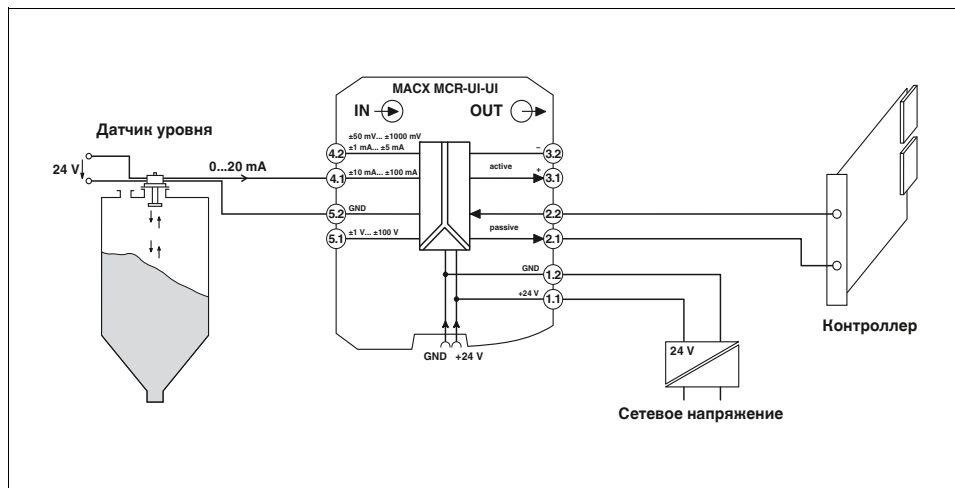 MACX MCR-UI-UI
IN
OUT
Датчик уровня
24 V
0...20 mA
±50 mV... ±1000 mV
±1 mA... ±5 mA
4.2
±10 mA... ±100 mA
4.1
GND
5.2
±1 V... ±100 V
5.1
–
3.2
active
+
3.1
2.2
passive
2.1
GND
1.2
+24 V
1.1
GND
+24 V
24 V
Сетевое напряжение
Контроллер